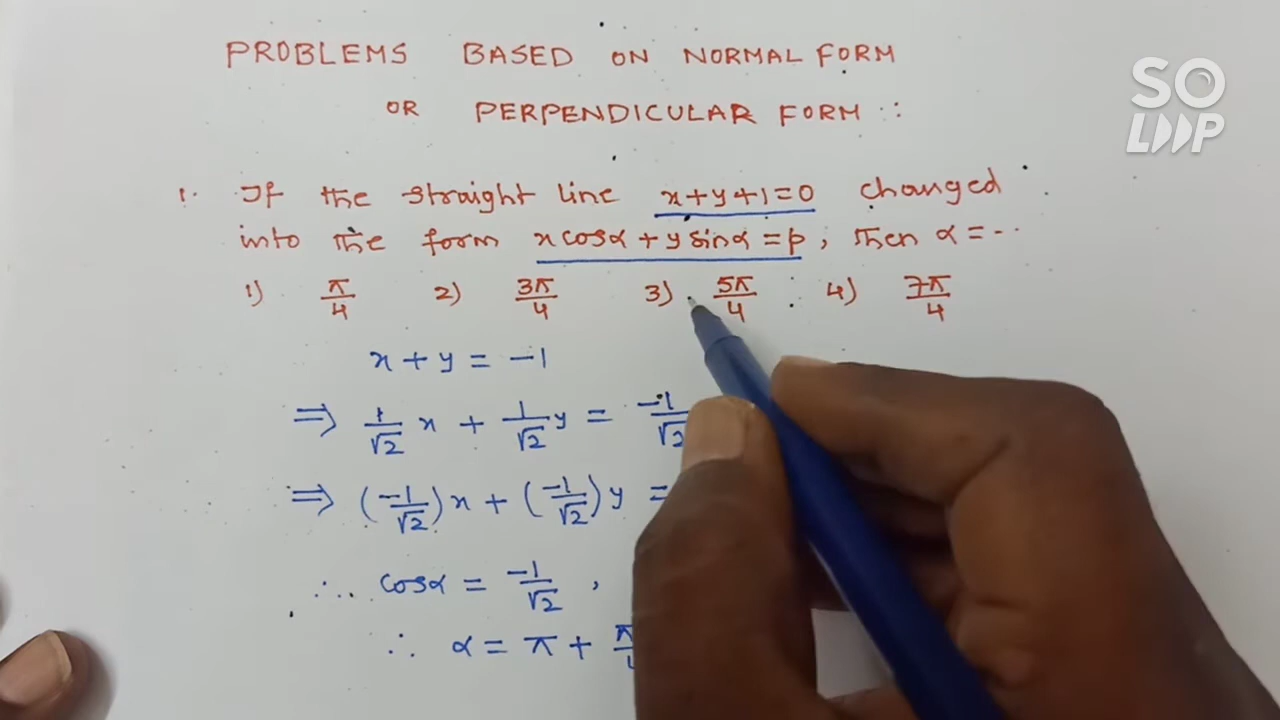 PROBLEMS BASED ON NORMAL FORM
OR PERPENDICULAR FORM :
SO
LOOP
1. If the straight line x+y+1=0 changed
into the form x cosα + y sinα = p, then α = --
1) π/4 2) 3π/4 3) 5π/4 4) 7π/4
x + y = -1
⇒ 1/√2 x + 1/√2 y = -1/√2
⇒ (-1/√2)x + (-1/√2)y =
∴ cosα = -1/√2 ,
∴ α = π +